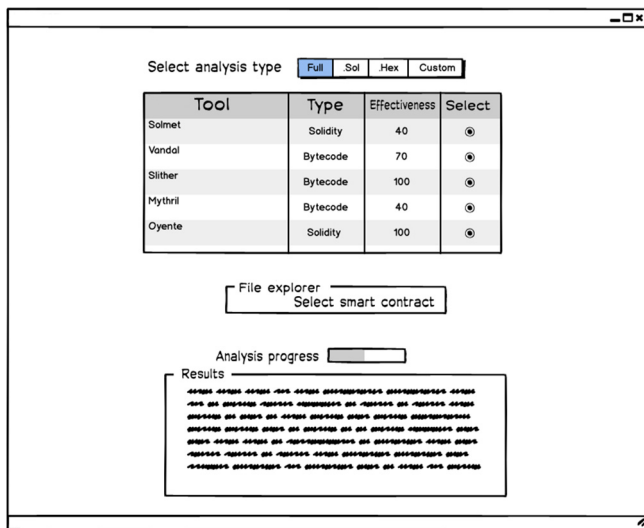 Select analysis type Full .Sol .Hex Custom
Tool Type Effectiveness Select
Solmet Solidity 40
Vandal Bytecode 70
Slither Bytecode 100
Mythril Bytecode 40
Oyente Solidity 100
File explorer
Select smart contract
Analysis progress
Results